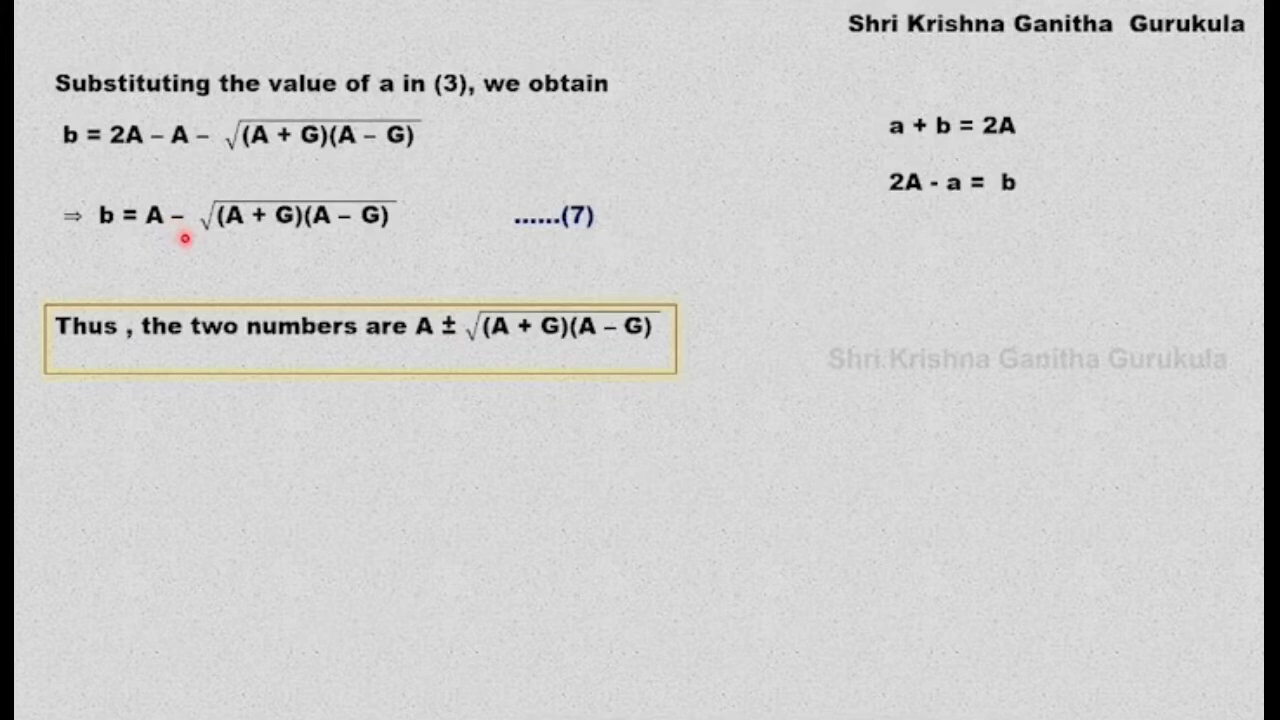 Shri Krishna Ganitha Gurukula
Substituting the value of a in (3), we obtain
b = 2A – A – √(A + G)(A – G)
a + b = 2A
2A - a = b
⇒ b = A – √(A + G)(A – G) ......(7)
Thus , the two numbers are A ± √(A + G)(A – G)
Shri Krishna Ganitha Gurukula